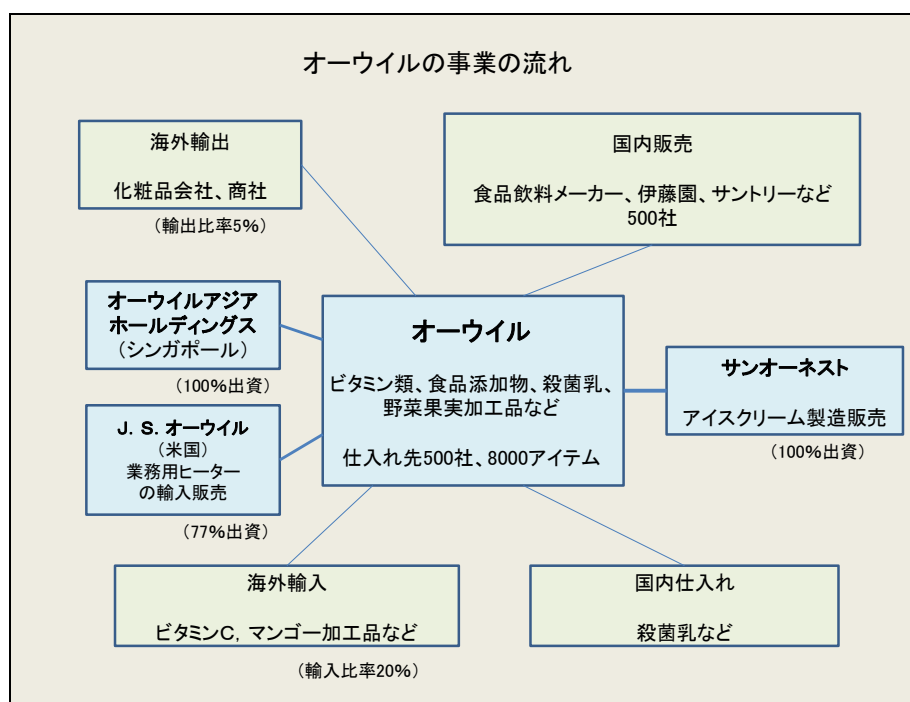 オーウイルの事業の流れ
海外輸出
化粧品会社、商社
（輸出比率5%）
国内販売
食品飲料メーカー、伊藤園、サントリーなど
500社
オーウイルアジア
ホールディングス
（シンガポール）
（100%出資）
オーウイル
ビタミン類、食品添加物、殺菌乳、
野菜果実加工品など
仕入れ先500社、8000アイテム
サンオーネスト
アイスクリーム製造販売
（100%出資）
J．S．オーウイル
（米国）
業務用ヒーター
の輸入販売
（77%出資）
海外輸入
ビタミンC，マンゴー加工品など
（輸入比率20%）
国内仕入れ
殺菌乳など